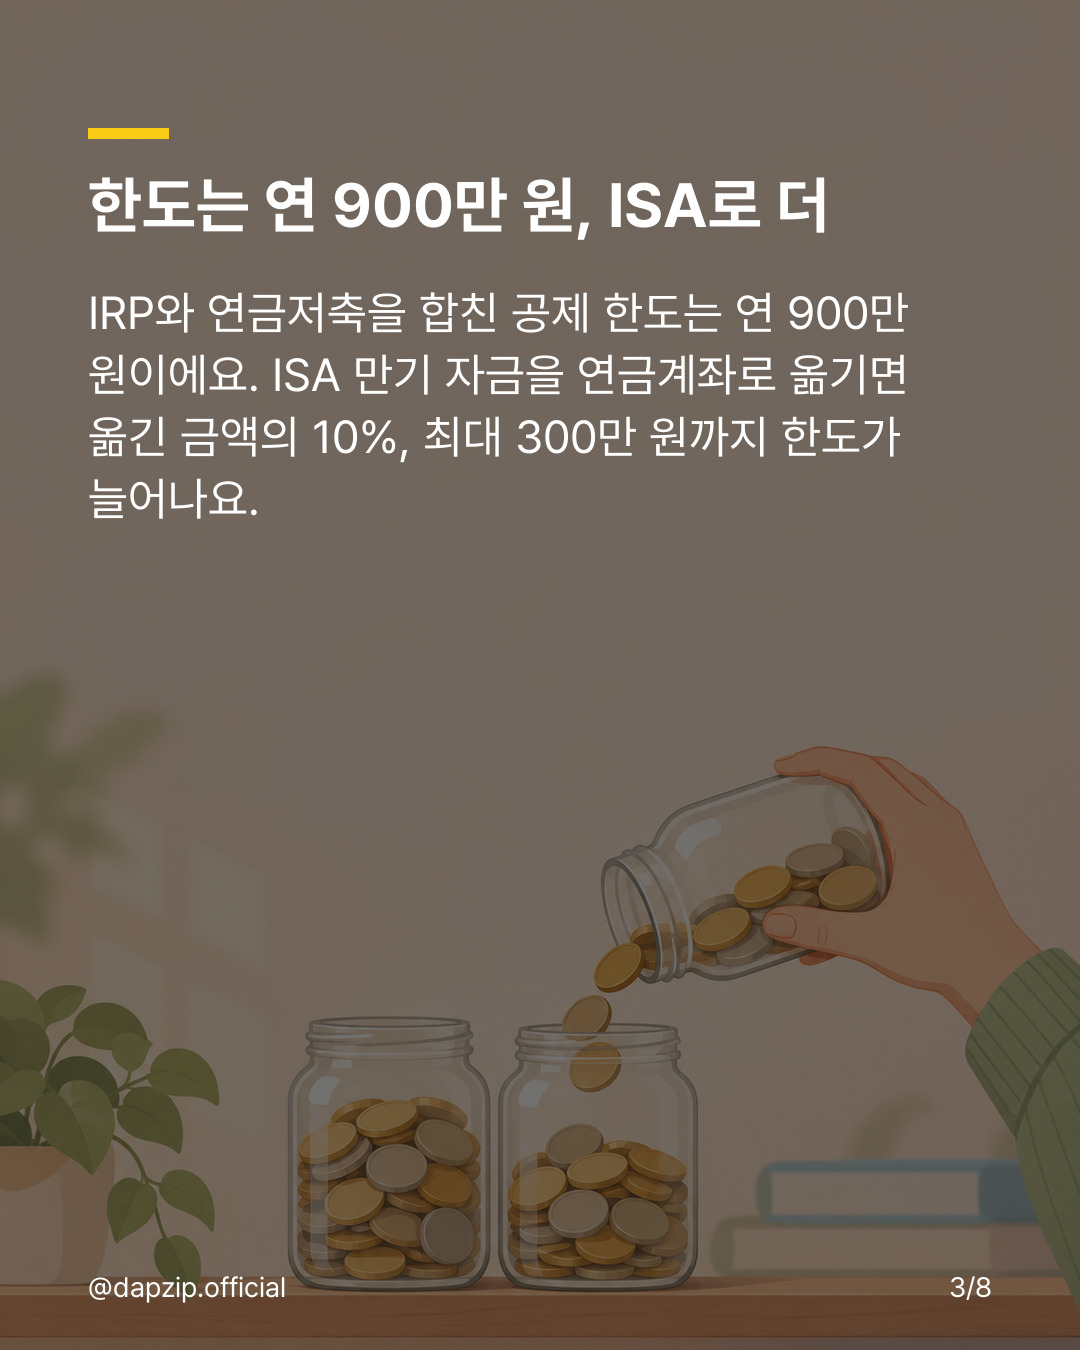 한도는 연 900만 원, ISA로 더
IRP와 연금저축을 합친 공제 한도는 연 900만
원이에요. ISA 만기 자금을 연금계좌로 옮기면
옮긴 금액의 10%, 최대 300만 원까지 한도가
늘어나요.
@dapzip.official
3/8